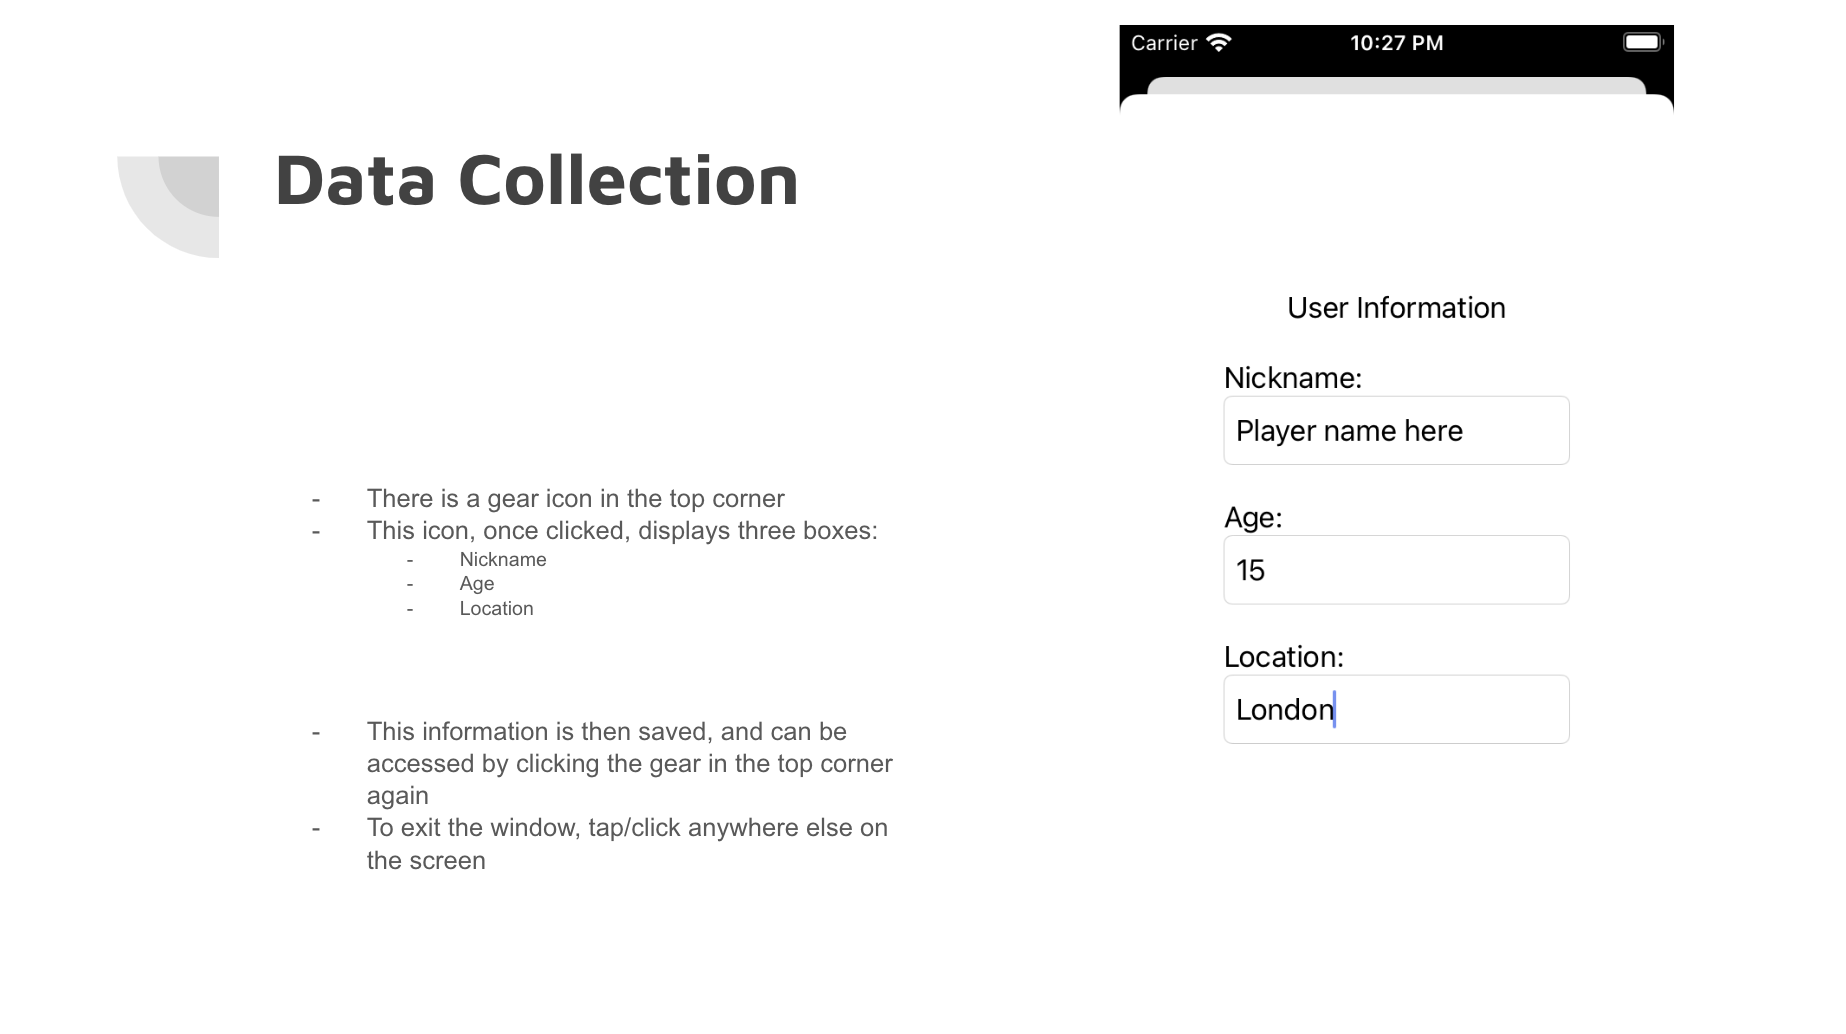 Data Collection
- There is a gear icon in the top corner
- This icon, once clicked, displays three boxes:
- Nickname
- Age
- Location
- This information is then saved, and can be
accessed by clicking the gear in the top corner
again
- To exit the window, tap/click anywhere else on
the screen
Carrier 10:27 PM
User Information
Nickname:
Player name here
Age:
15
Location:
London